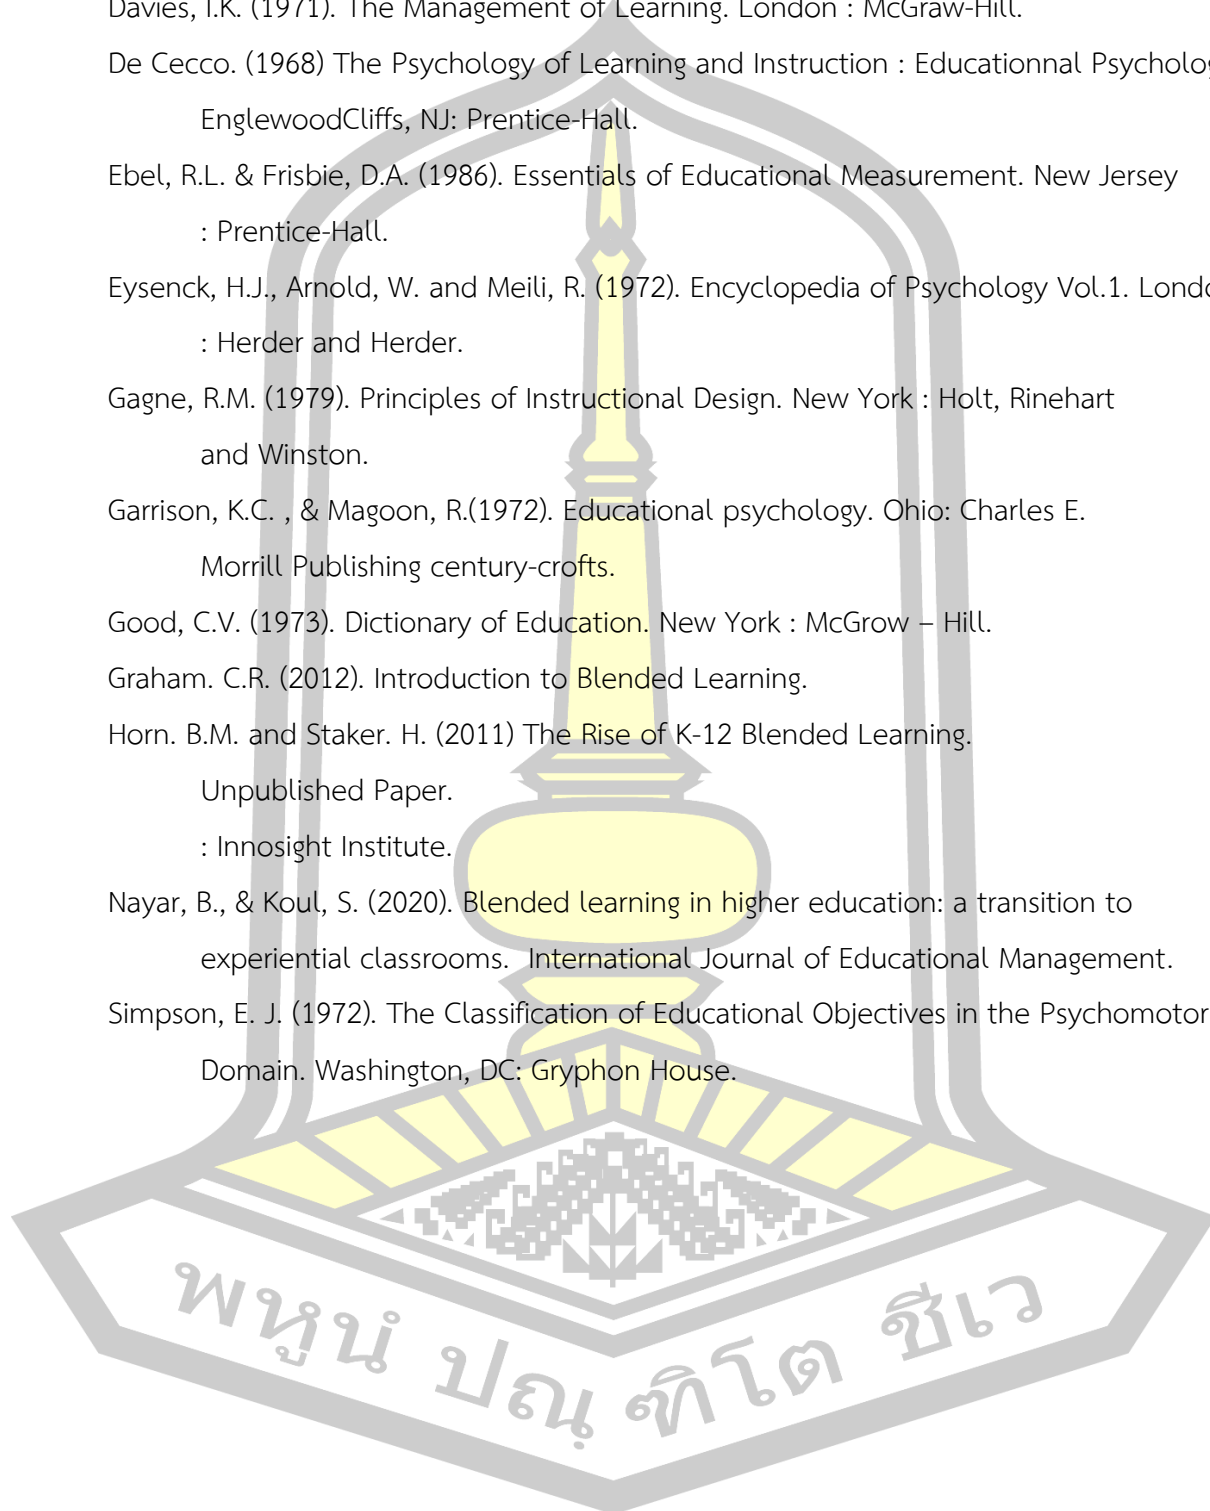 Davies, I.K. (1971). The Management of Learning. London : McGraw-Hill.
De Cecco. (1968) The Psychology of Learning and Instruction : Educationnal Psycholog
EnglewoodCliffs, NJ: Prentice-Hall.
Ebel, R.L. & Frisbie, D.A. (1986). Essentials of Educational Measurement. New Jersey
: Prentice-Hall.
Eysenck, H.J., Arnold, W. and Meili, R. (1972). Encyclopedia of Psychology Vol.1. Londo
: Herder and Herder.
Gagne, R.M. (1979). Principles of Instructional Design. New York : Holt, Rinehart
and Winston.
Garrison, K.C. , & Magoon, R.(1972). Educational psychology. Ohio: Charles E.
Morrill Publishing century-crofts.
Good, C.V. (1973). Dictionary of Education. New York : McGrow – Hill.
Graham. C.R. (2012). Introduction to Blended Learning.
Horn. B.M. and Staker. H. (2011) The Rise of K-12 Blended Learning.
Unpublished Paper.
: Innosight Institute.
Nayar, B., & Koul, S. (2020). Blended learning in higher education: a transition to
experiential classrooms. International Journal of Educational Management.
Simpson, E. J. (1972). The Classification of Educational Objectives in the Psychomotor
Domain. Washington, DC: Gryphon House.
พหูนํ ปณฺฑิโต ชีเว